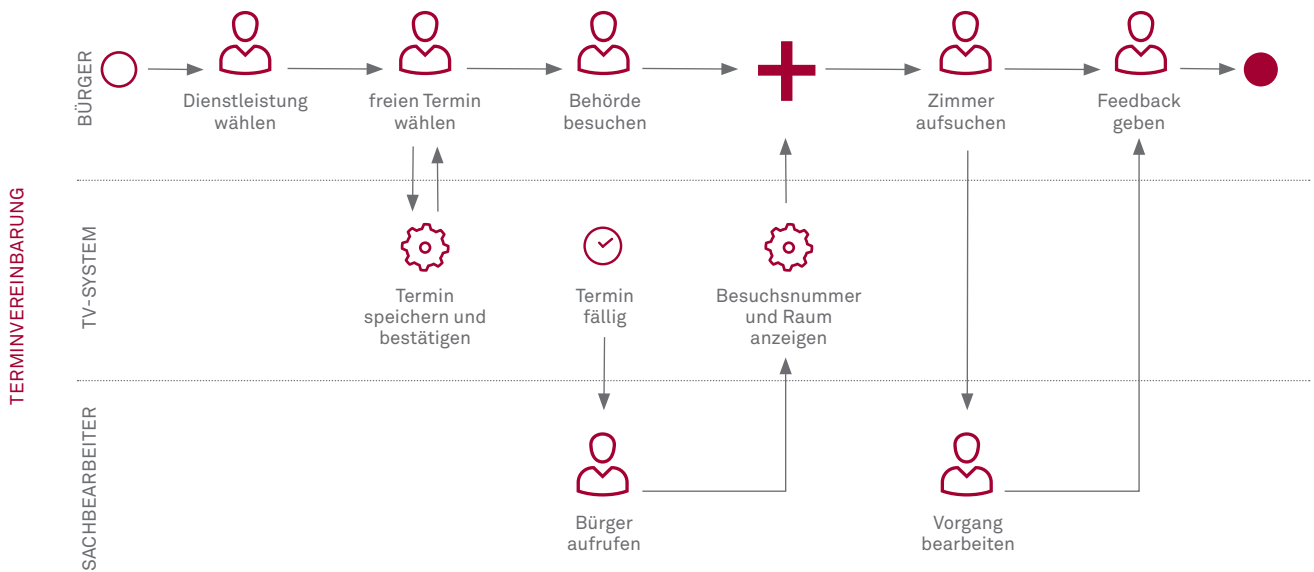 TERMINVEREINBARUNG
BÜRGER
Dienstleistung
wählen
freien Termin
wählen
Behörde
besuchen
Zimmer
aufsuchen
Feedback
geben
TV-SYSTEM
Termin
speichern und
bestätigen
Termin
fällig
Besuchsnummer
und Raum
anzeigen
SACHBEARBEITER
Bürger
aufrufen
Vorgang
bearbeiten